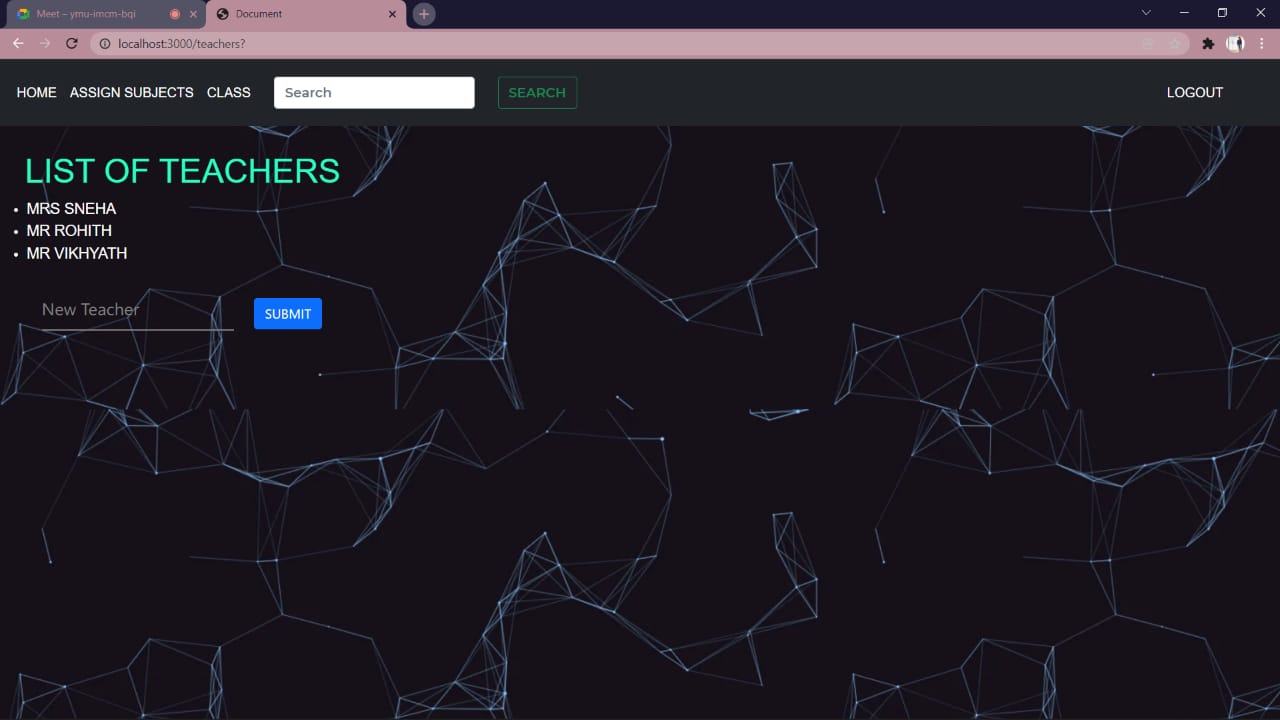 Meet – ymu-imcm-bqi
Document
localhost:3000/teachers?
HOME ASSIGN SUBJECTS CLASS Search SEARCH LOGOUT
LIST OF TEACHERS
• MRS SNEHA
• MR ROHITH
• MR VIKHYATH
New Teacher SUBMIT